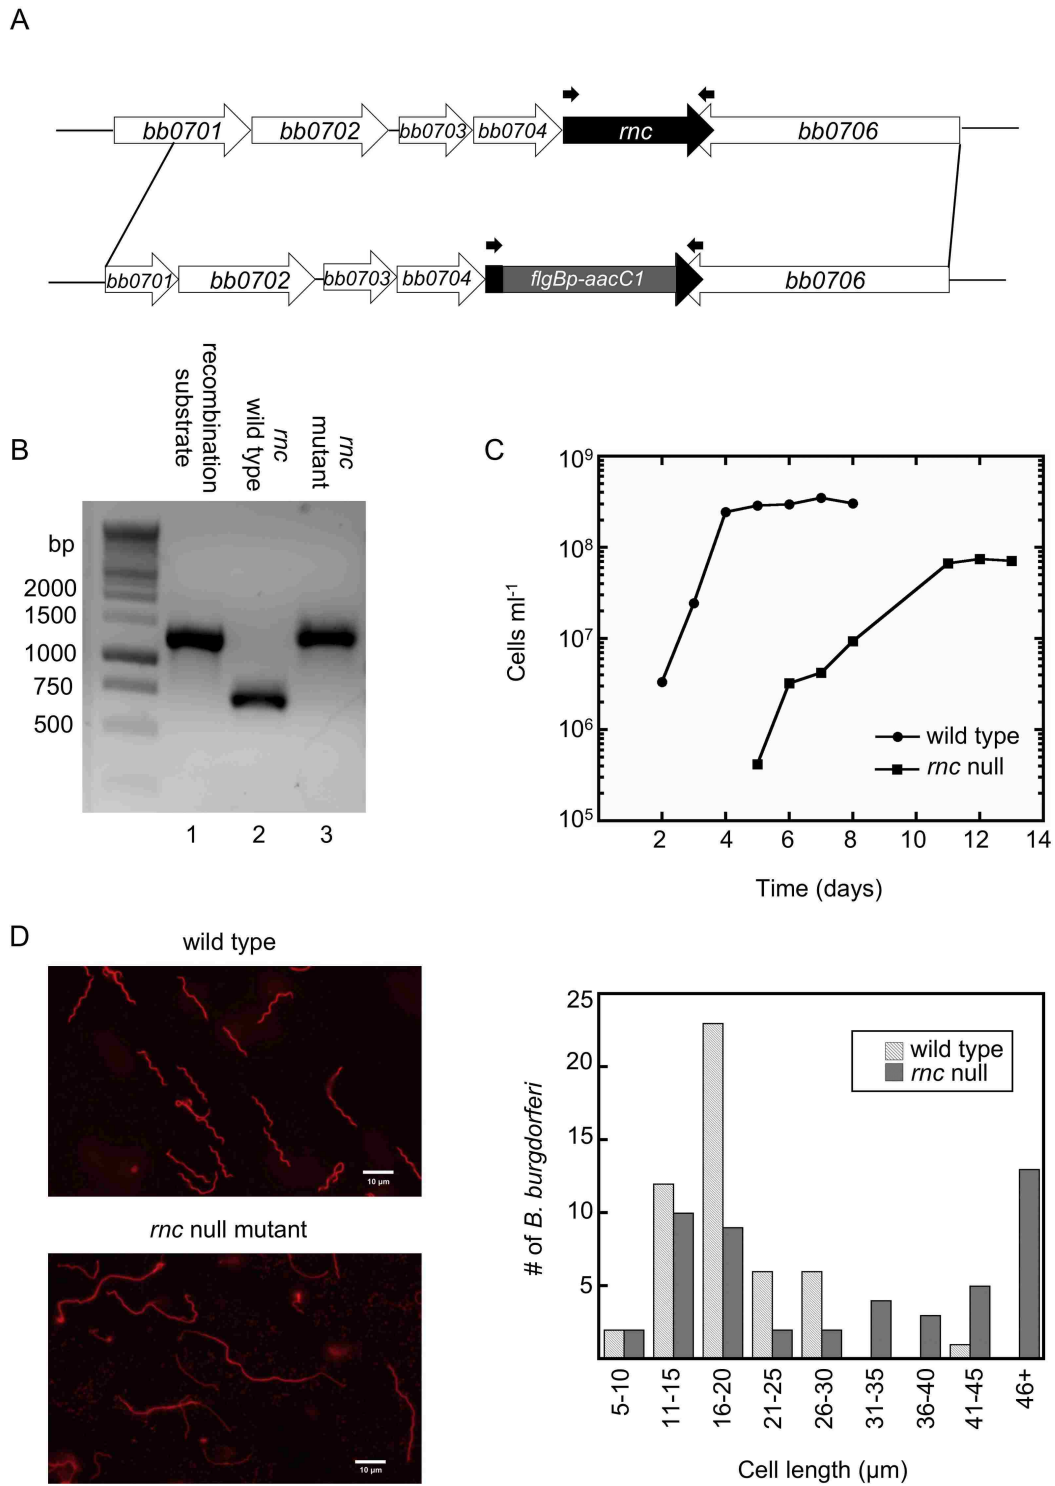 A
bb0701 bb0702 bb0703 bb0704 rnc bb0706
bb0701 bb0702 bb0703 bb0704 flgBp-aacC1 bb0706
B
recombination
substrate
rnc
wild type
rnc
mutant
bp
2000
1500
1000
750
500
1 2 3
C
10⁹
10⁸
10⁷
10⁶
10⁵
Cells ml⁻¹
wild type
rnc null
2 4 6 8 10 12 14
Time (days)
D
wild type
10 µm
rnc null mutant
10 µm
25
20
15
10
5
# of B. burgdorferi
wild type
rnc null
5-10
11-15
16-20
21-25
26-30
31-35
36-40
41-45
46+
Cell length (µm)